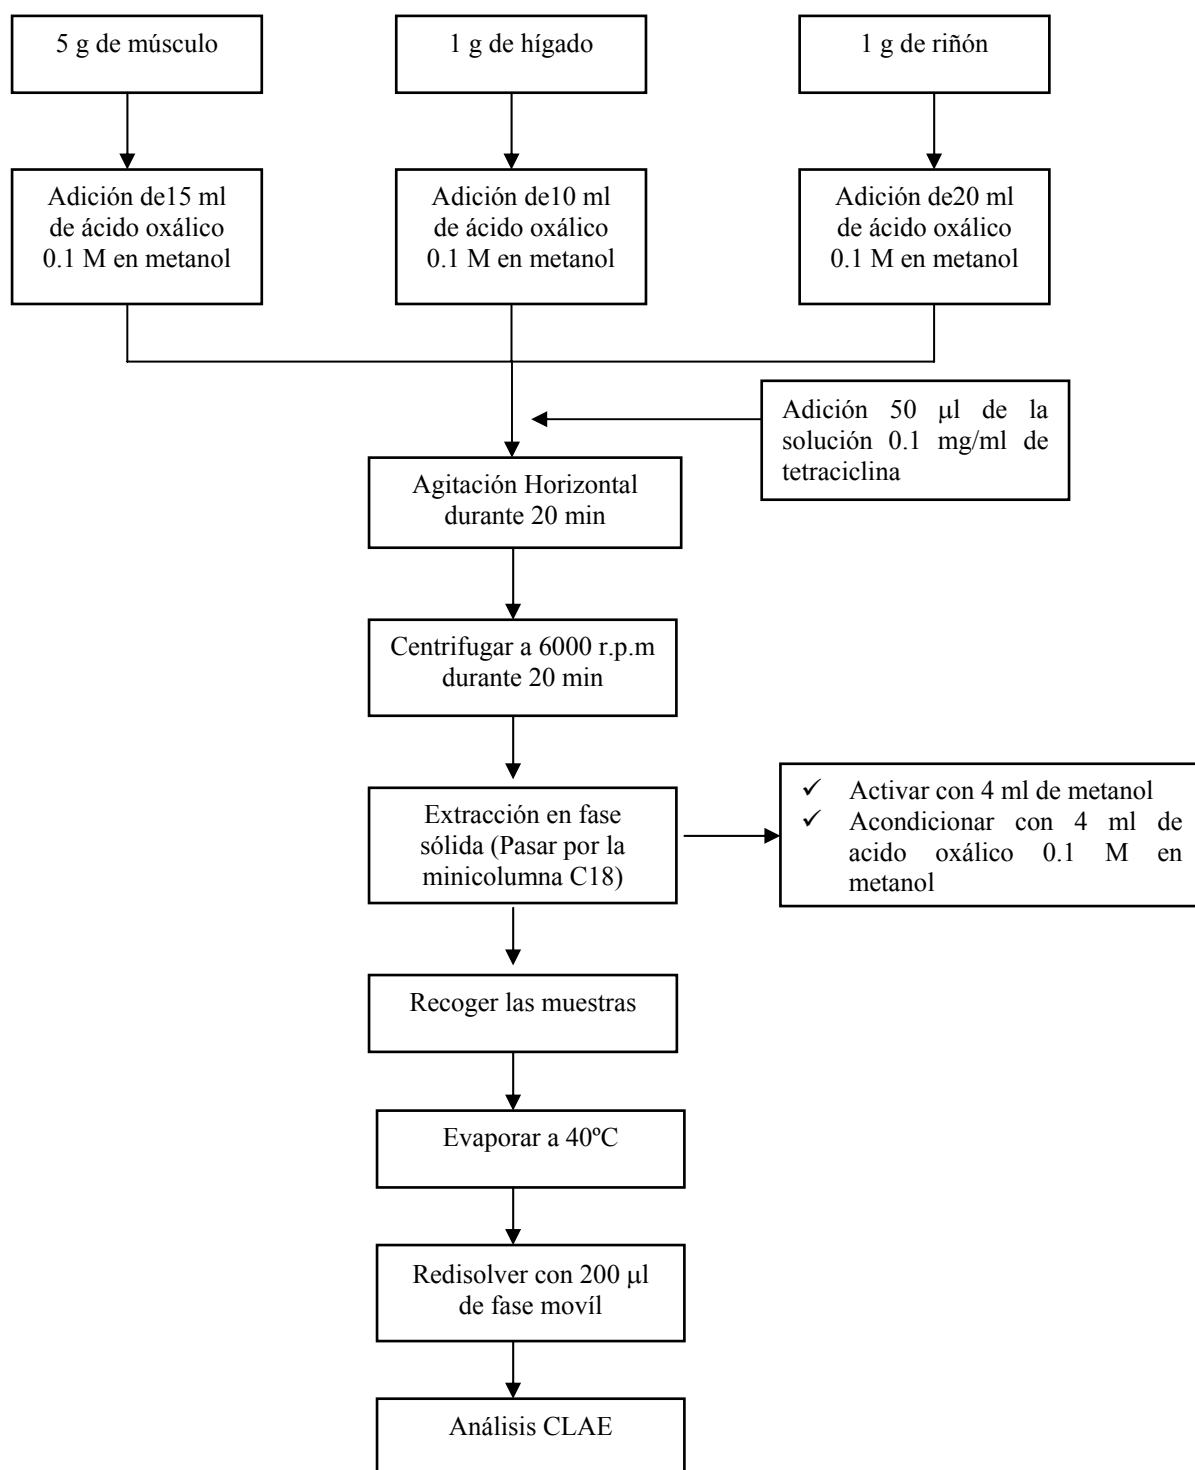 5 g de músculo
1 g de hígado
1 g de riñón
Adición de15 ml
de ácido oxálico
0.1 M en metanol
Adición de10 ml
de ácido oxálico
0.1 M en metanol
Adición de20 ml
de ácido oxálico
0.1 M en metanol
Adición 50 µl de la
solución 0.1 mg/ml de
tetraciclina
Agitación Horizontal
durante 20 min
Centrifugar a 6000 r.p.m
durante 20 min
Extracción en fase
sólida (Pasar por la
minicolumna C18)
✓ Activar con 4 ml de metanol
✓ Acondicionar con 4 ml de
acido oxálico 0.1 M en
metanol
Recoger las muestras
Evaporar a 40ºC
Redisolver con 200 µl
de fase movíl
Análisis CLAE